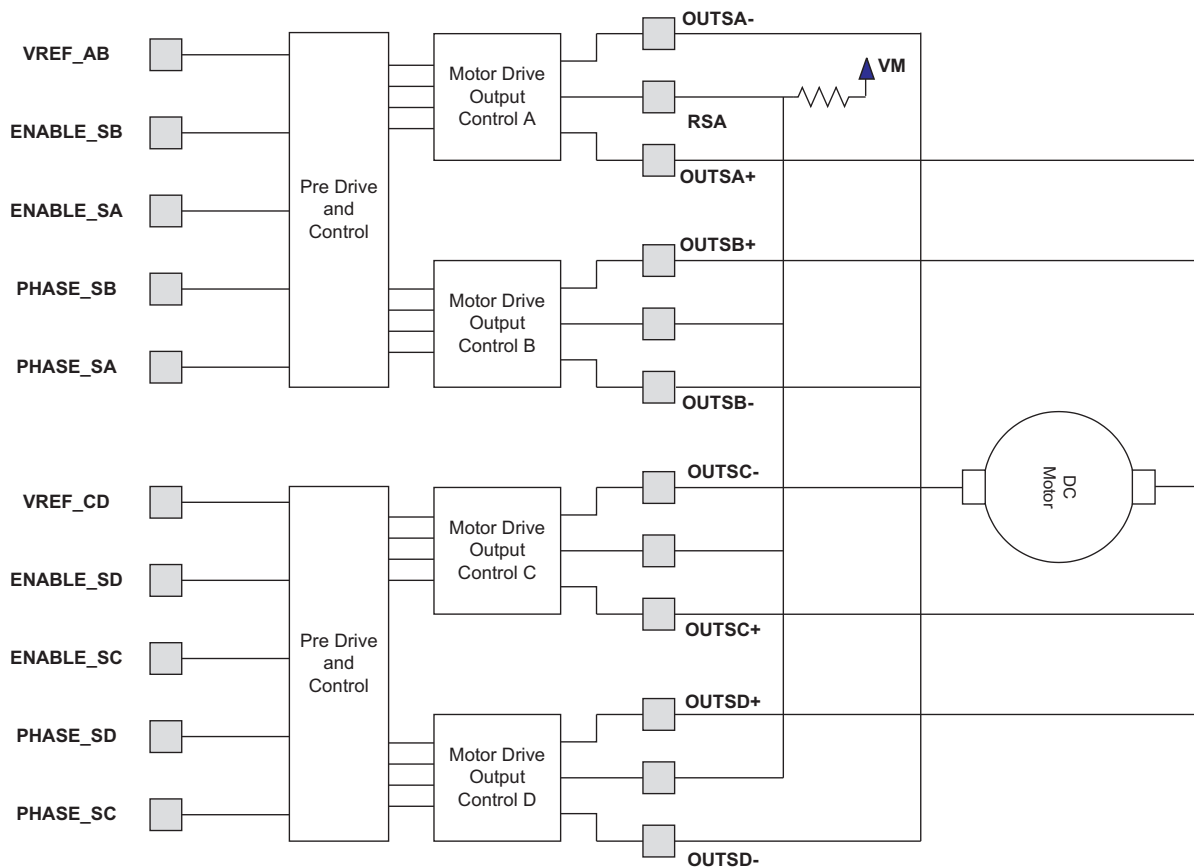 OUTSA-
VREF_AB
Motor Drive
Output
Control A
VM
ENABLE_SB
RSA
OUTSA+
Pre Drive
and
Control
ENABLE_SA
OUTSB+
PHASE_SB
Motor Drive
Output
Control B
PHASE_SA
OUTSB-
OUTSC-
VREF_CD
DC
Motor
Motor Drive
Output
Control C
ENABLE_SD
OUTSC+
Pre Drive
and
Control
ENABLE_SC
OUTSD+
PHASE_SD
Motor Drive
Output
Control D
PHASE_SC
OUTSD-